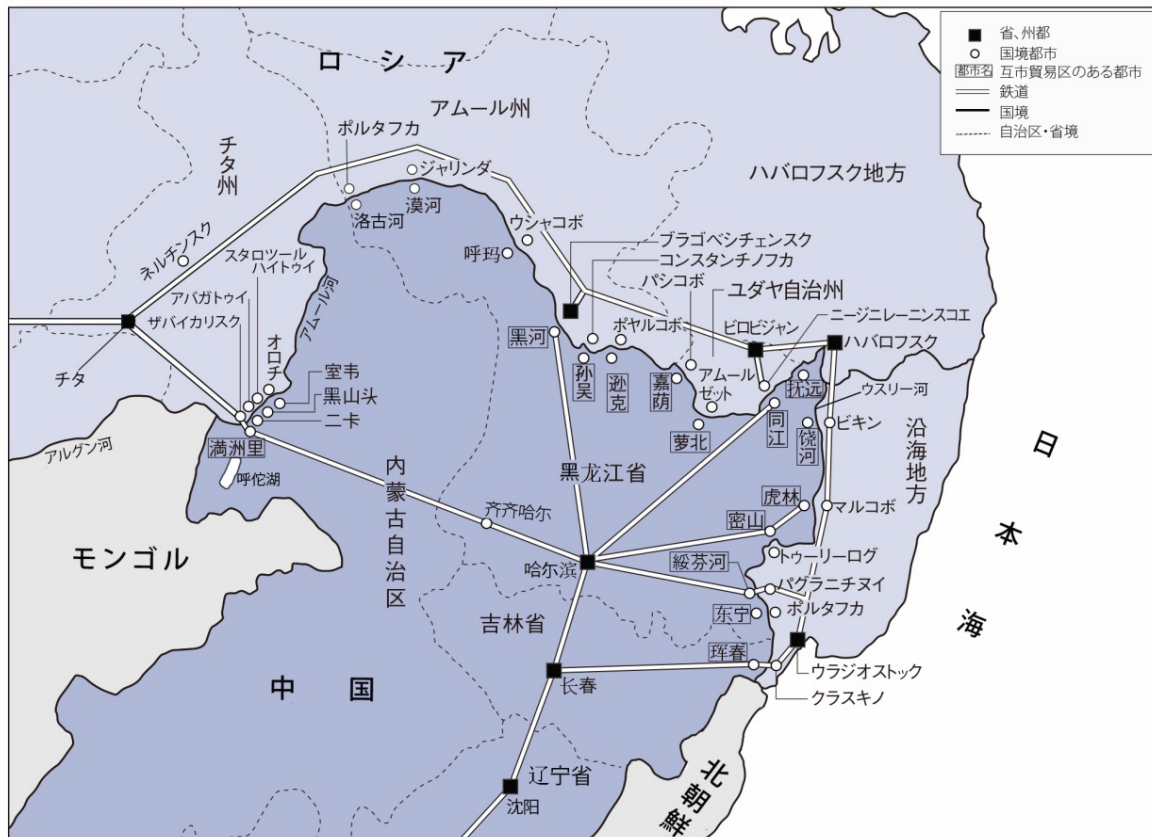 省、州都
国境都市
都市名 互市貿易区のある都市
鉄道
国境
自治区・省境
ロシア
アムール州
ポルタフカ
ジャリンダ
チタ州
ハバロフスク地方
洛古河
漠河
ウシャコボ
呼玛
ブラゴベシチェンスク
コンスタンチノフカ
パシコボ
ユダヤ自治州
ネルチンスク
スタロツール
ハイトゥイ
アバガトゥイ
ザバイカリスク
アムール河
オロチ
ニージニレーニンスコエ
ポヤルコボ
ビロビジャン
黑河
ハバロフスク
チタ
室韦
黑山头
二卡
孙吴
逊克
嘉荫
アムール
ゼット
抚远
ウスリー河
同江
饶河
ビキン
萝北
満洲里
アルグン河
呼佗湖
黑龙江省
沿海地方
日本海
内蒙古自治区
齐齐哈尔
虎林
マルコボ
密山
モンゴル
哈尔滨
トゥーリーログ
綏芬河
パグラニチヌイ
东宁
ポルタフカ
吉林省
珲春
ウラジオストック
长春
クラスキノ
中国
辽宁省
沈阳
北朝鮮